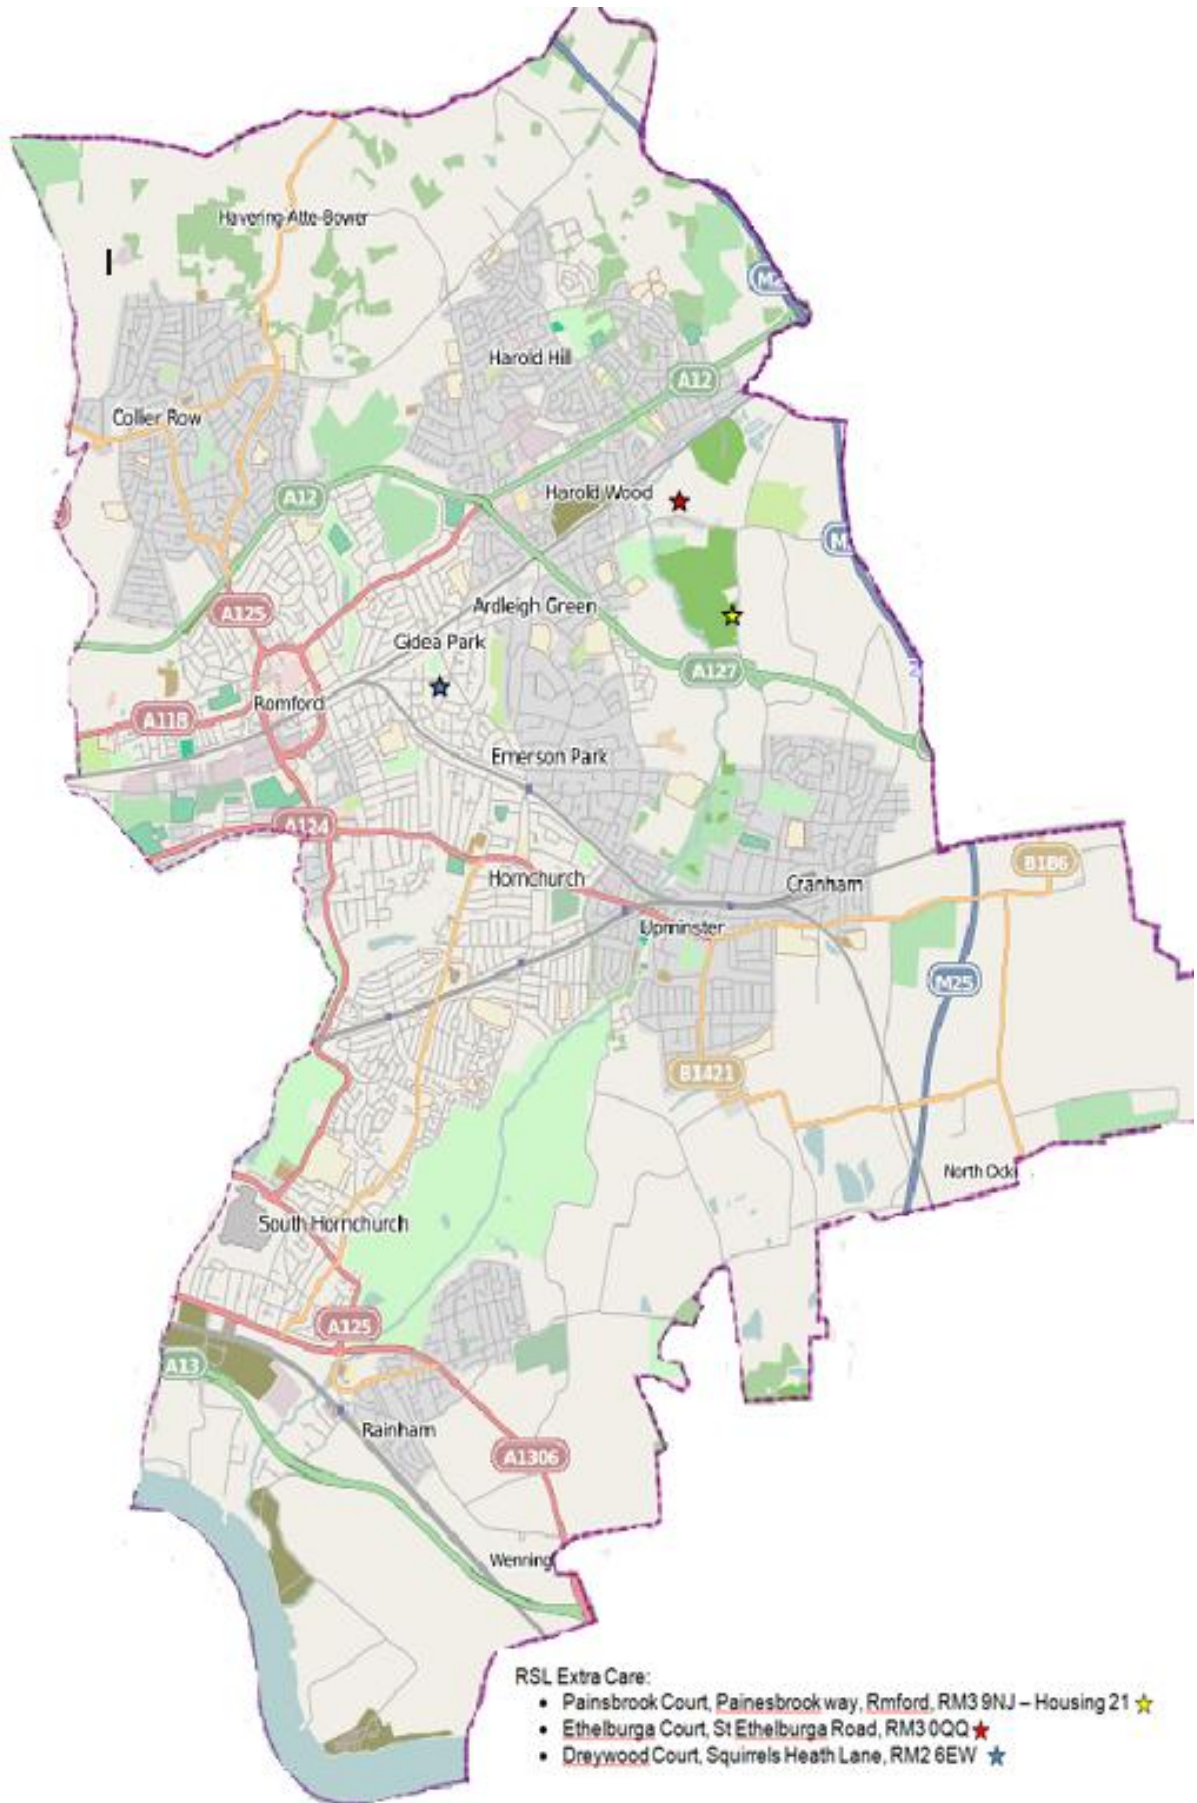 Havering-Atte-Bower
M2
Harold Hill
A12
Collier Row
A12
Harold Wood
M
A125
Ardleigh Green
Gidea Park
A127
A118
Romford
Emerson Park
A124
B186
Hornchurch
Cranham
Upminster
M25
B1421
North Ock
South Hornchurch
A125
A13
Rainham
A1306
Wenning
RSL Extra Care:
• Painsbrook Court, Painesbrook way, Rmford, RM3 9NJ – Housing 21
• Ethelburga Court, St Ethelburga Road, RM3 0QQ
• Dreywood Court, Squirrels Heath Lane, RM2 6EW